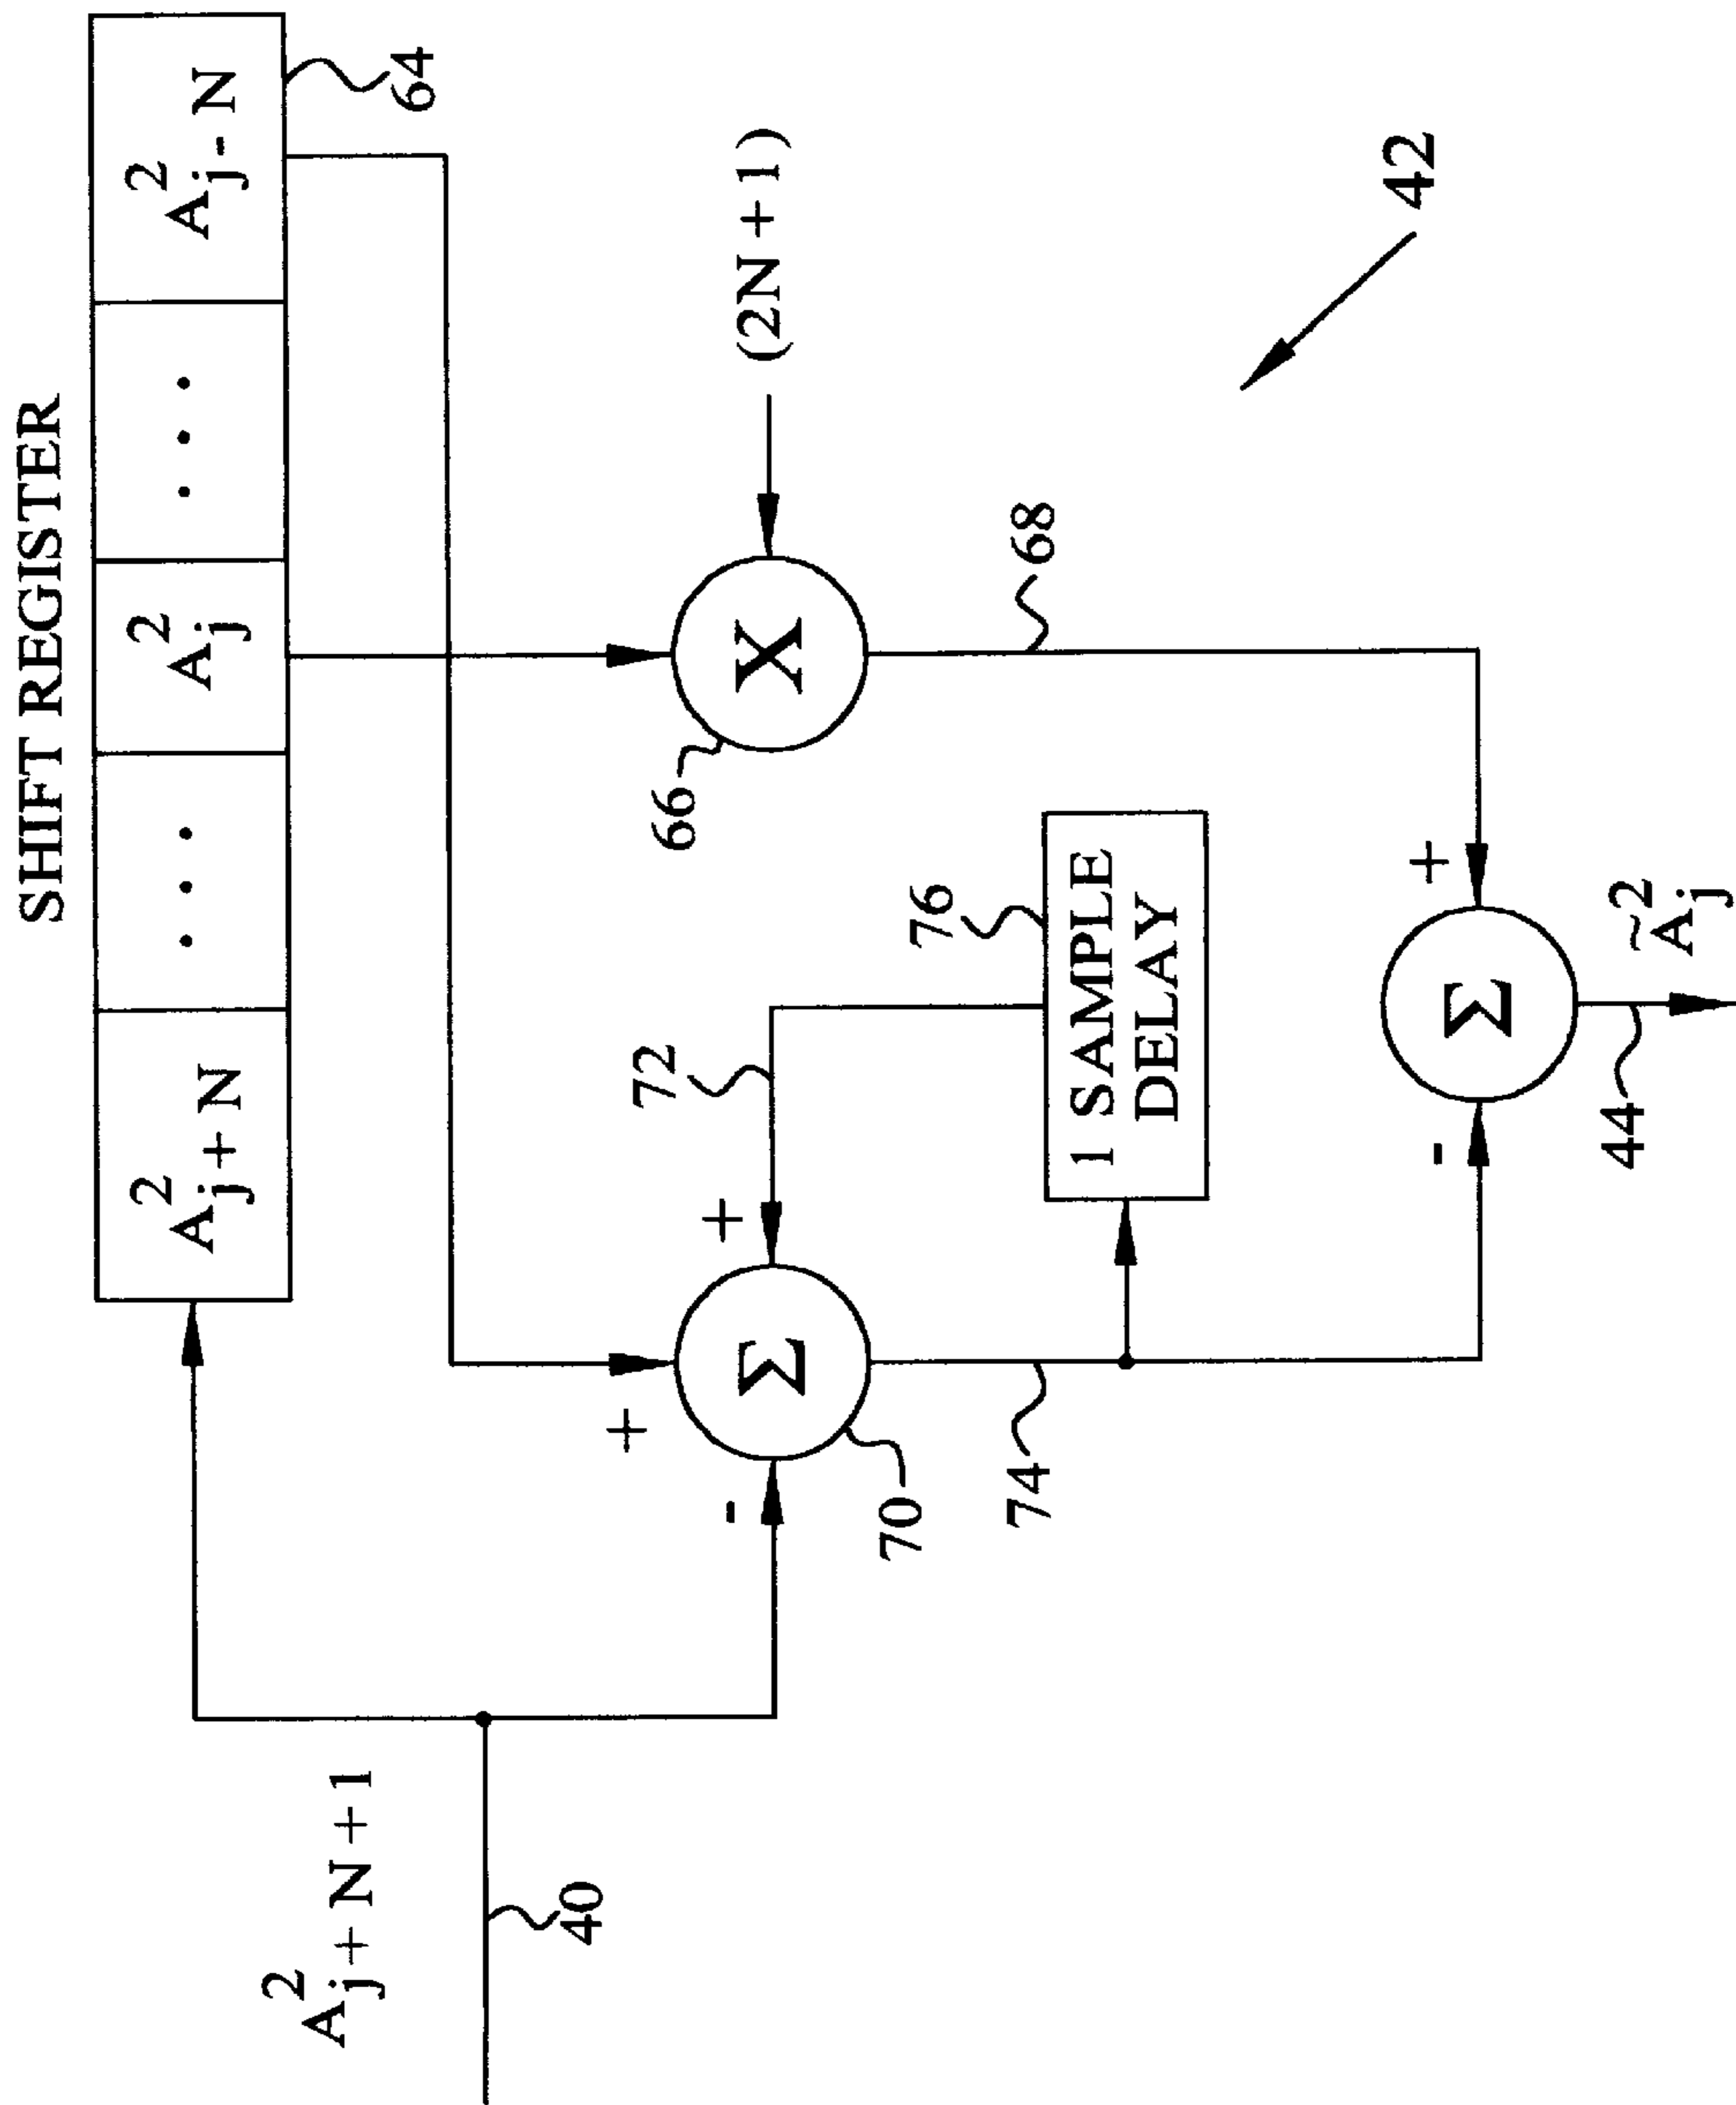 SHIFT REGISTER
A²j+N
• • •
A²j
• • •
A²j-N
64
A²j+N+1
40
+
-
+
Σ
70
72
74
1 SAMPLE
DELAY
76
66
X
(2N+1)
68
-
+
Σ
44
Ã²j
42